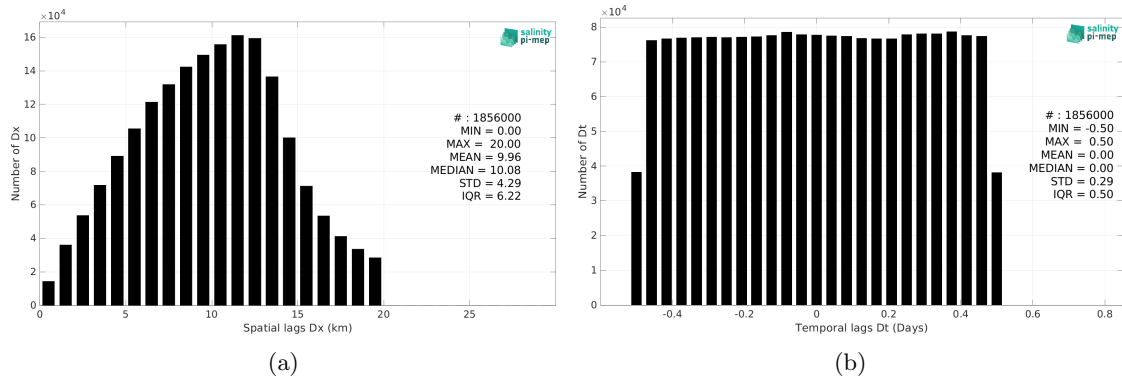 ×10⁴
16
14
12
10
8
6
4
2
0
Number of Dx
salinity
pi-mep
# : 1856000
MIN = 0.00
MAX = 20.00
MEAN = 9.96
MEDIAN = 10.08
STD = 4.29
IQR = 6.22
0 5 10 15 20 25
Spatial lags Dx (km)
(a)
×10⁴
8
7
6
5
4
3
2
1
0
Number of Dt
salinity
pi-mep
# : 1856000
MIN = -0.50
MAX = 0.50
MEAN = 0.00
MEDIAN = 0.00
STD = 0.29
IQR = 0.50
-0.4 -0.2 0 0.2 0.4 0.6 0.8
Temporal lags Dt (Days)
(b)